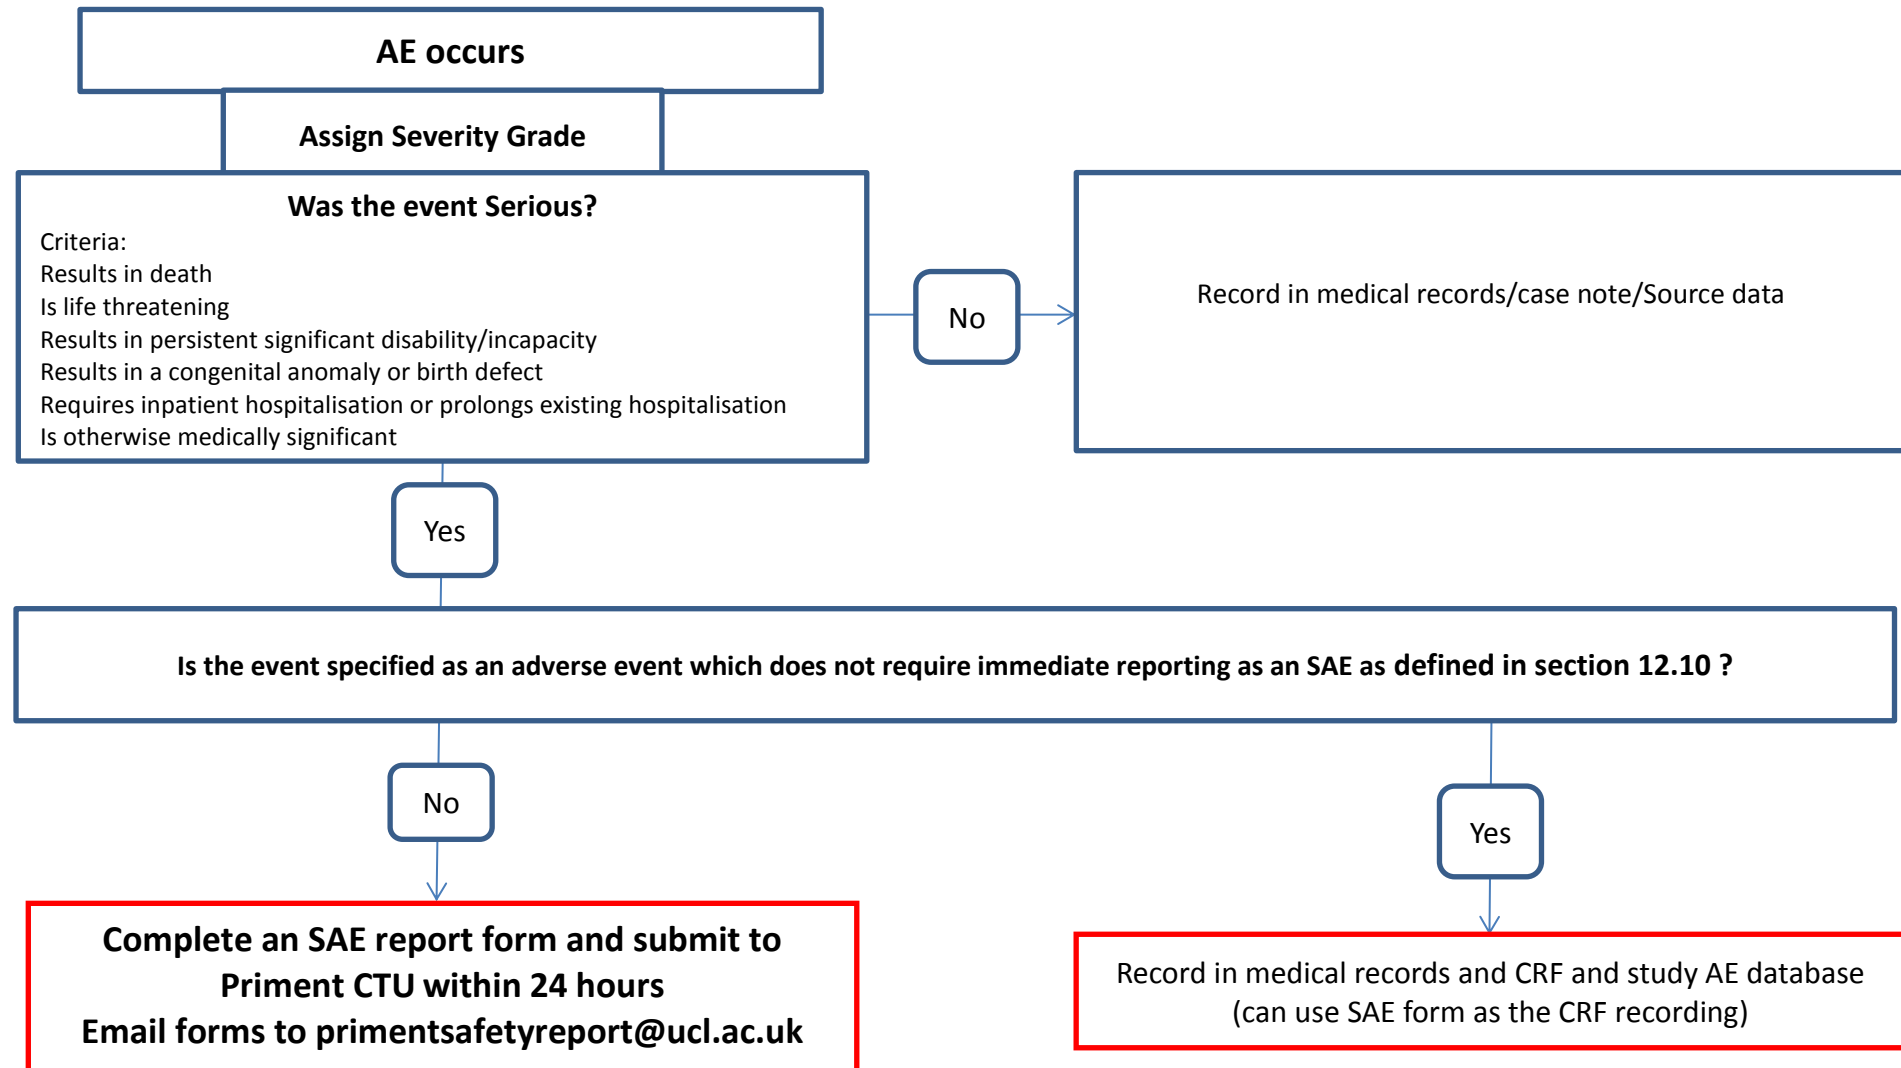 AE occurs
Assign Severity Grade
Was the event Serious?
Criteria:
Results in death
Is life threatening
Results in persistent significant disability/incapacity
Results in a congenital anomaly or birth defect
Requires inpatient hospitalisation or prolongs existing hospitalisation
Is otherwise medically significant
No
Record in medical records/case note/Source data
Yes
Is the event specified as an adverse event which does not require immediate reporting as an SAE as defined in section 12.10 ?
No
Yes
Complete an SAE report form and submit to
Priment CTU within 24 hours
Email forms to primentsafetyreport@ucl.ac.uk
Record in medical records and CRF and study AE database
(can use SAE form as the CRF recording)